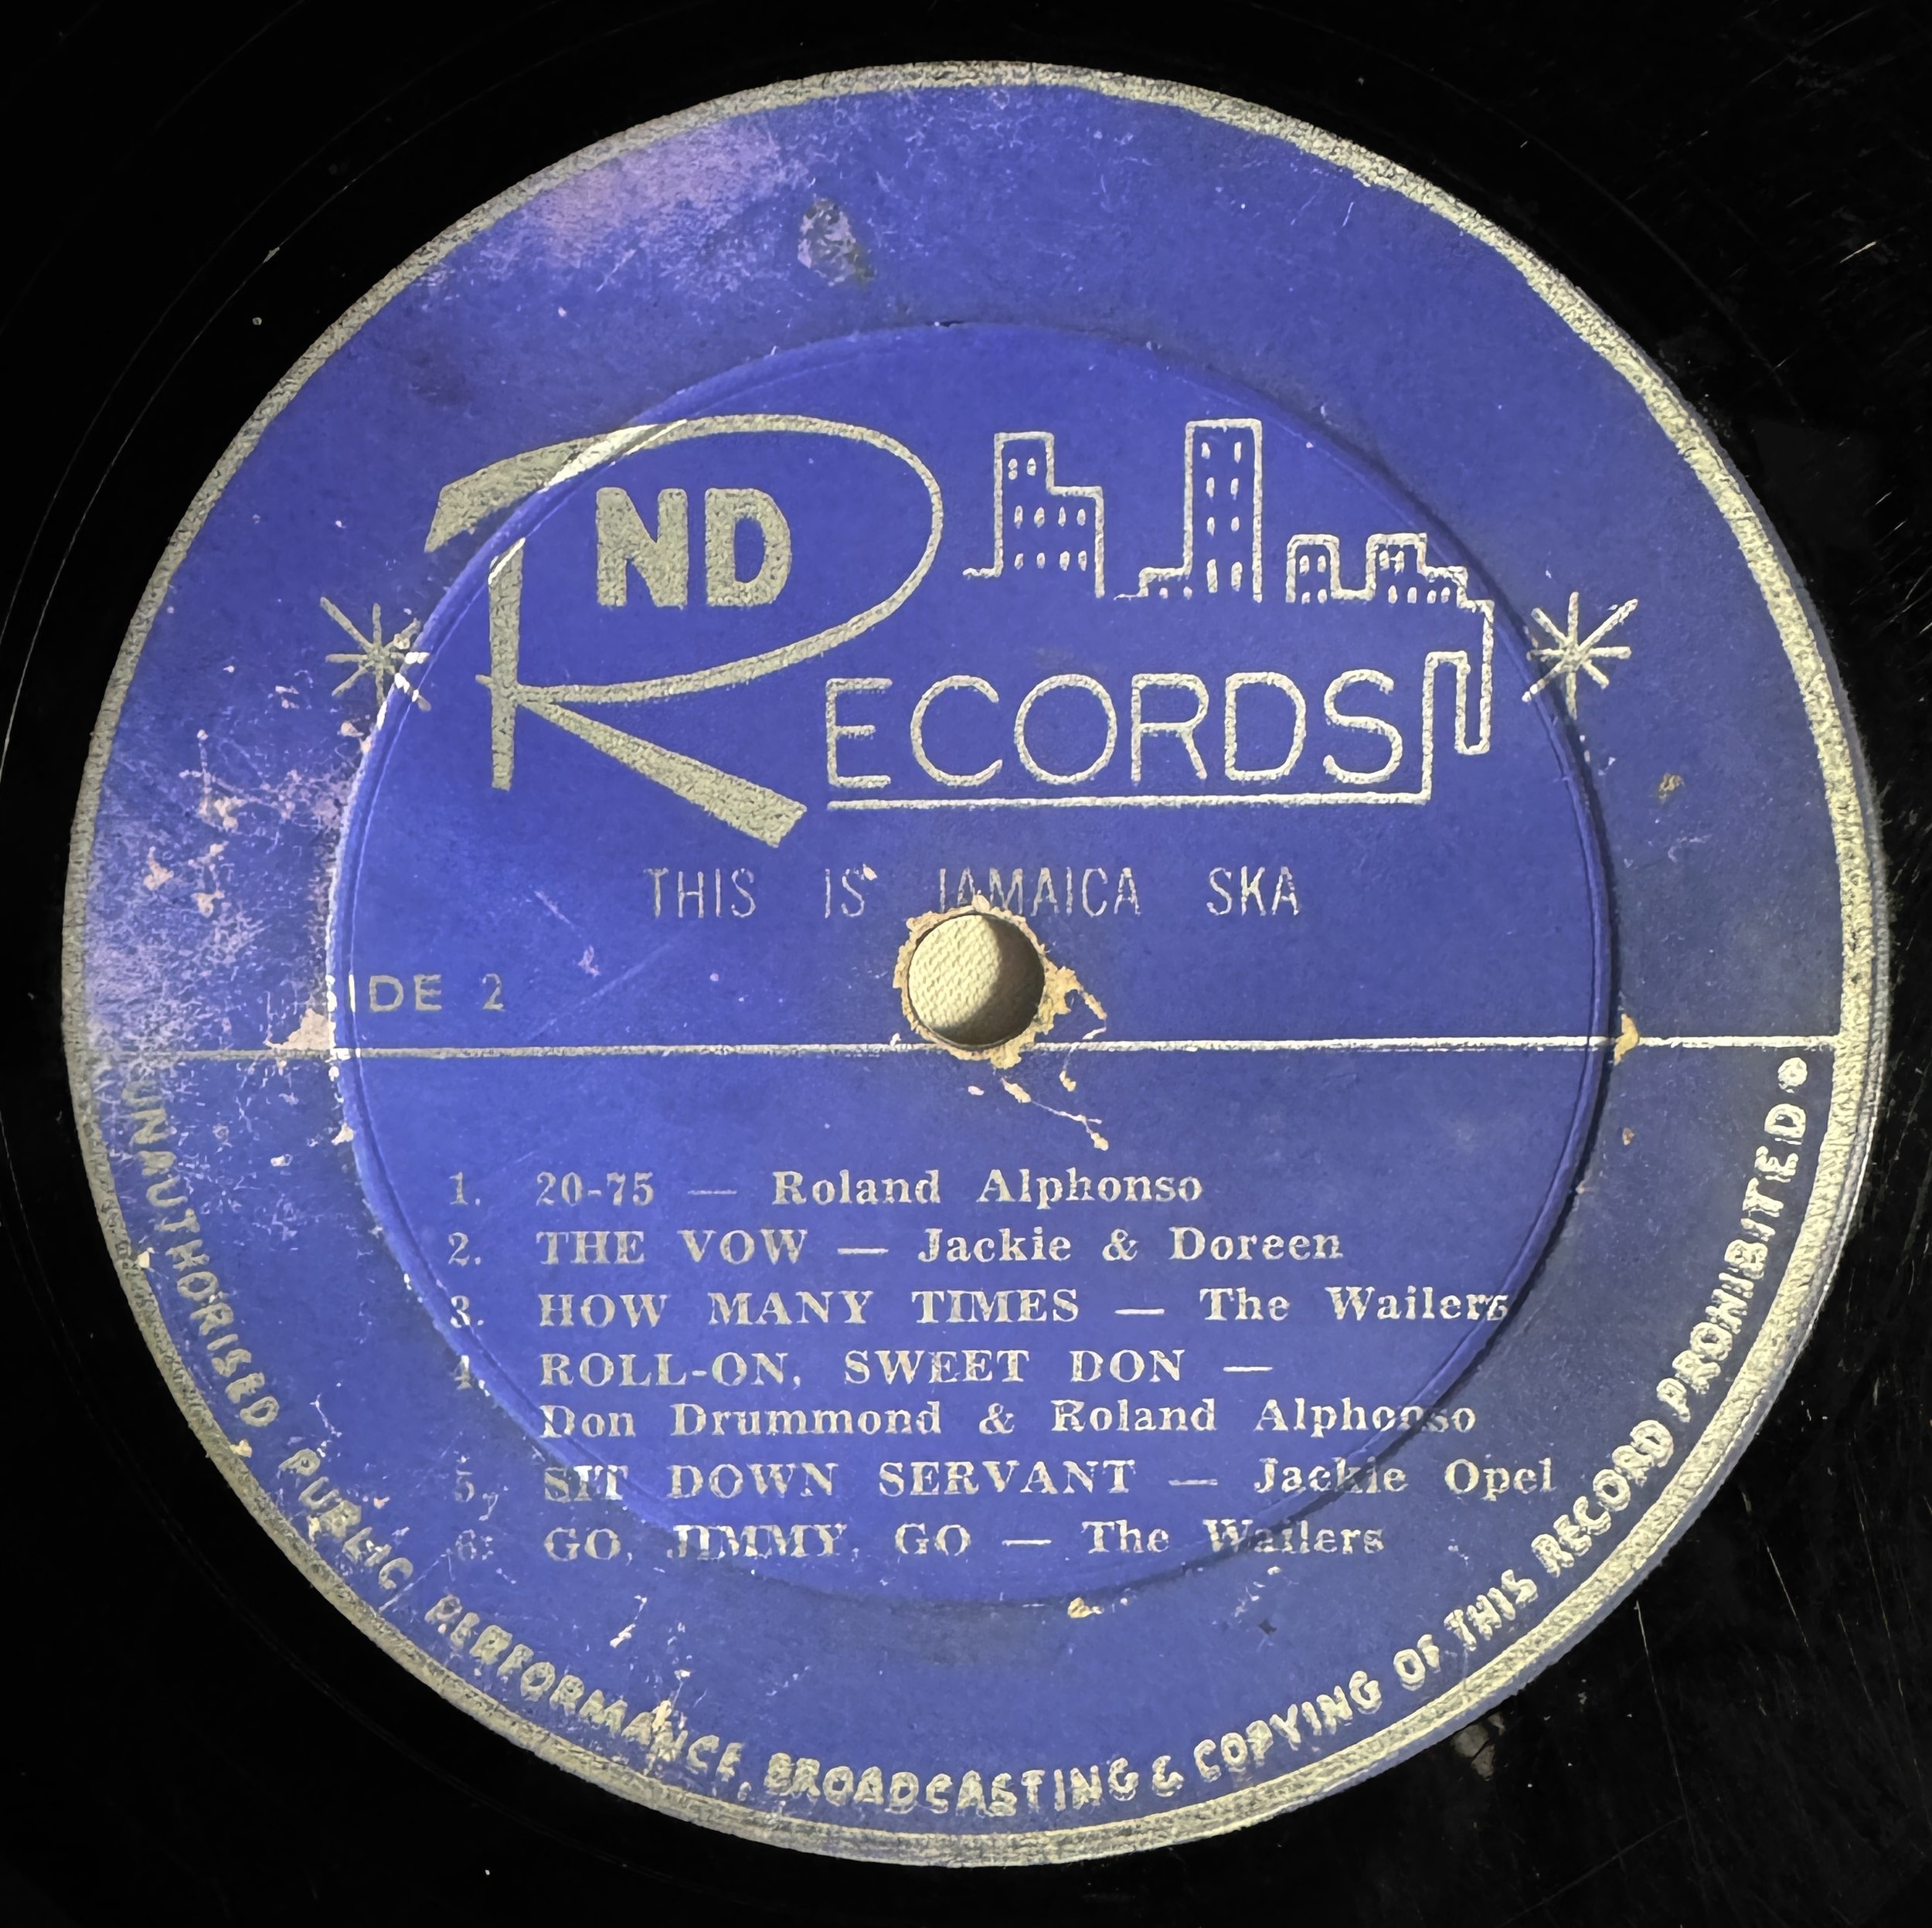 ND
RECORDS
THIS IS JAMAICA SKA
SIDE 2
1. 20-75 — Roland Alphonso
2. THE VOW — Jackie & Doreen
3. HOW MANY TIMES — The Wailers
4. ROLL-ON, SWEET DON —
Don Drummond & Roland Alphonso
5, SIT DOWN SERVANT — Jackie Opel
6: GO, JIMMY, GO — The Wailers
UNAUTHORISED PUBLIC PERFORMANCE, BROADCASTING & COPYING OF THIS RECORD PROHIBITED